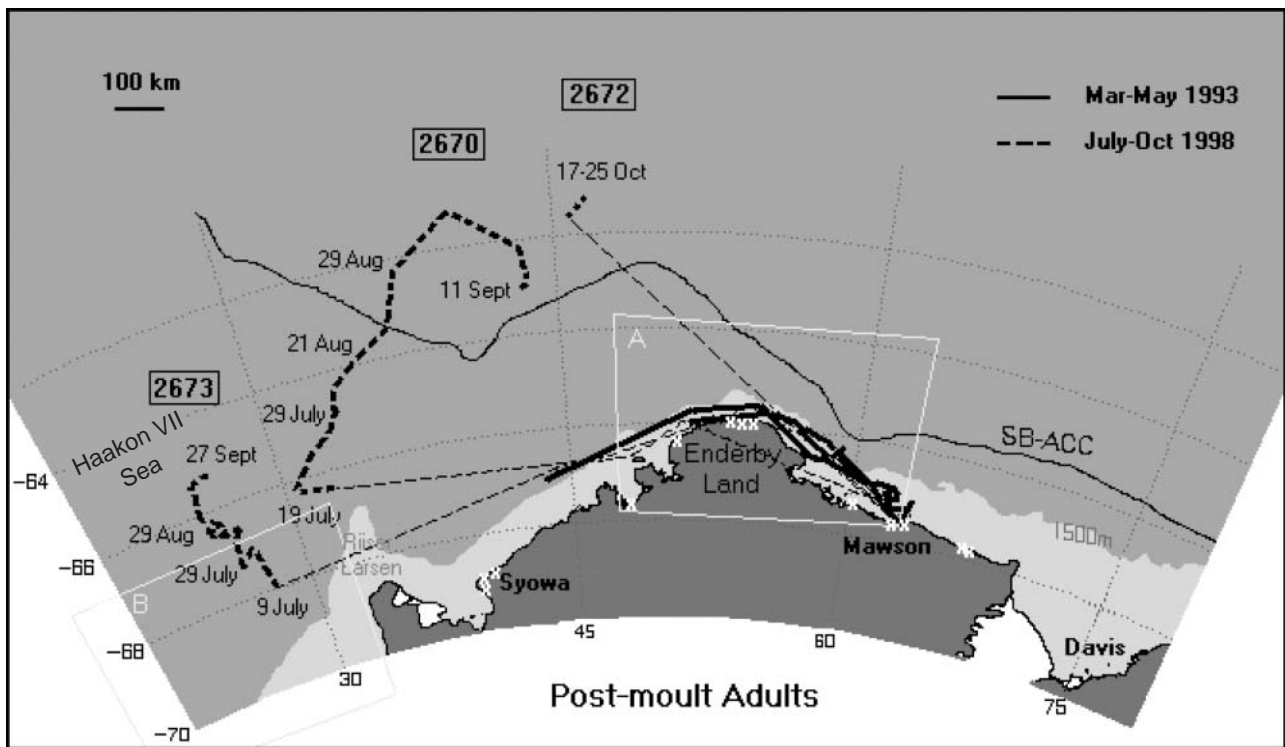 100 km
2672
Mar-May 1993
2670
July-Oct 1998
17-25 Oct
29 Aug
11 Sept
21 Aug
A
2673
29 July
SB-ACC
Haakon VII
Sea
27 Sept
Enderby
Land
-64
19 July
1500m
29 Aug
Riiser
Larsen
Mawson
-66
29 July
Syowa
B
9 July
45
60
-68
Davis
30
Post-moult Adults
75
-70